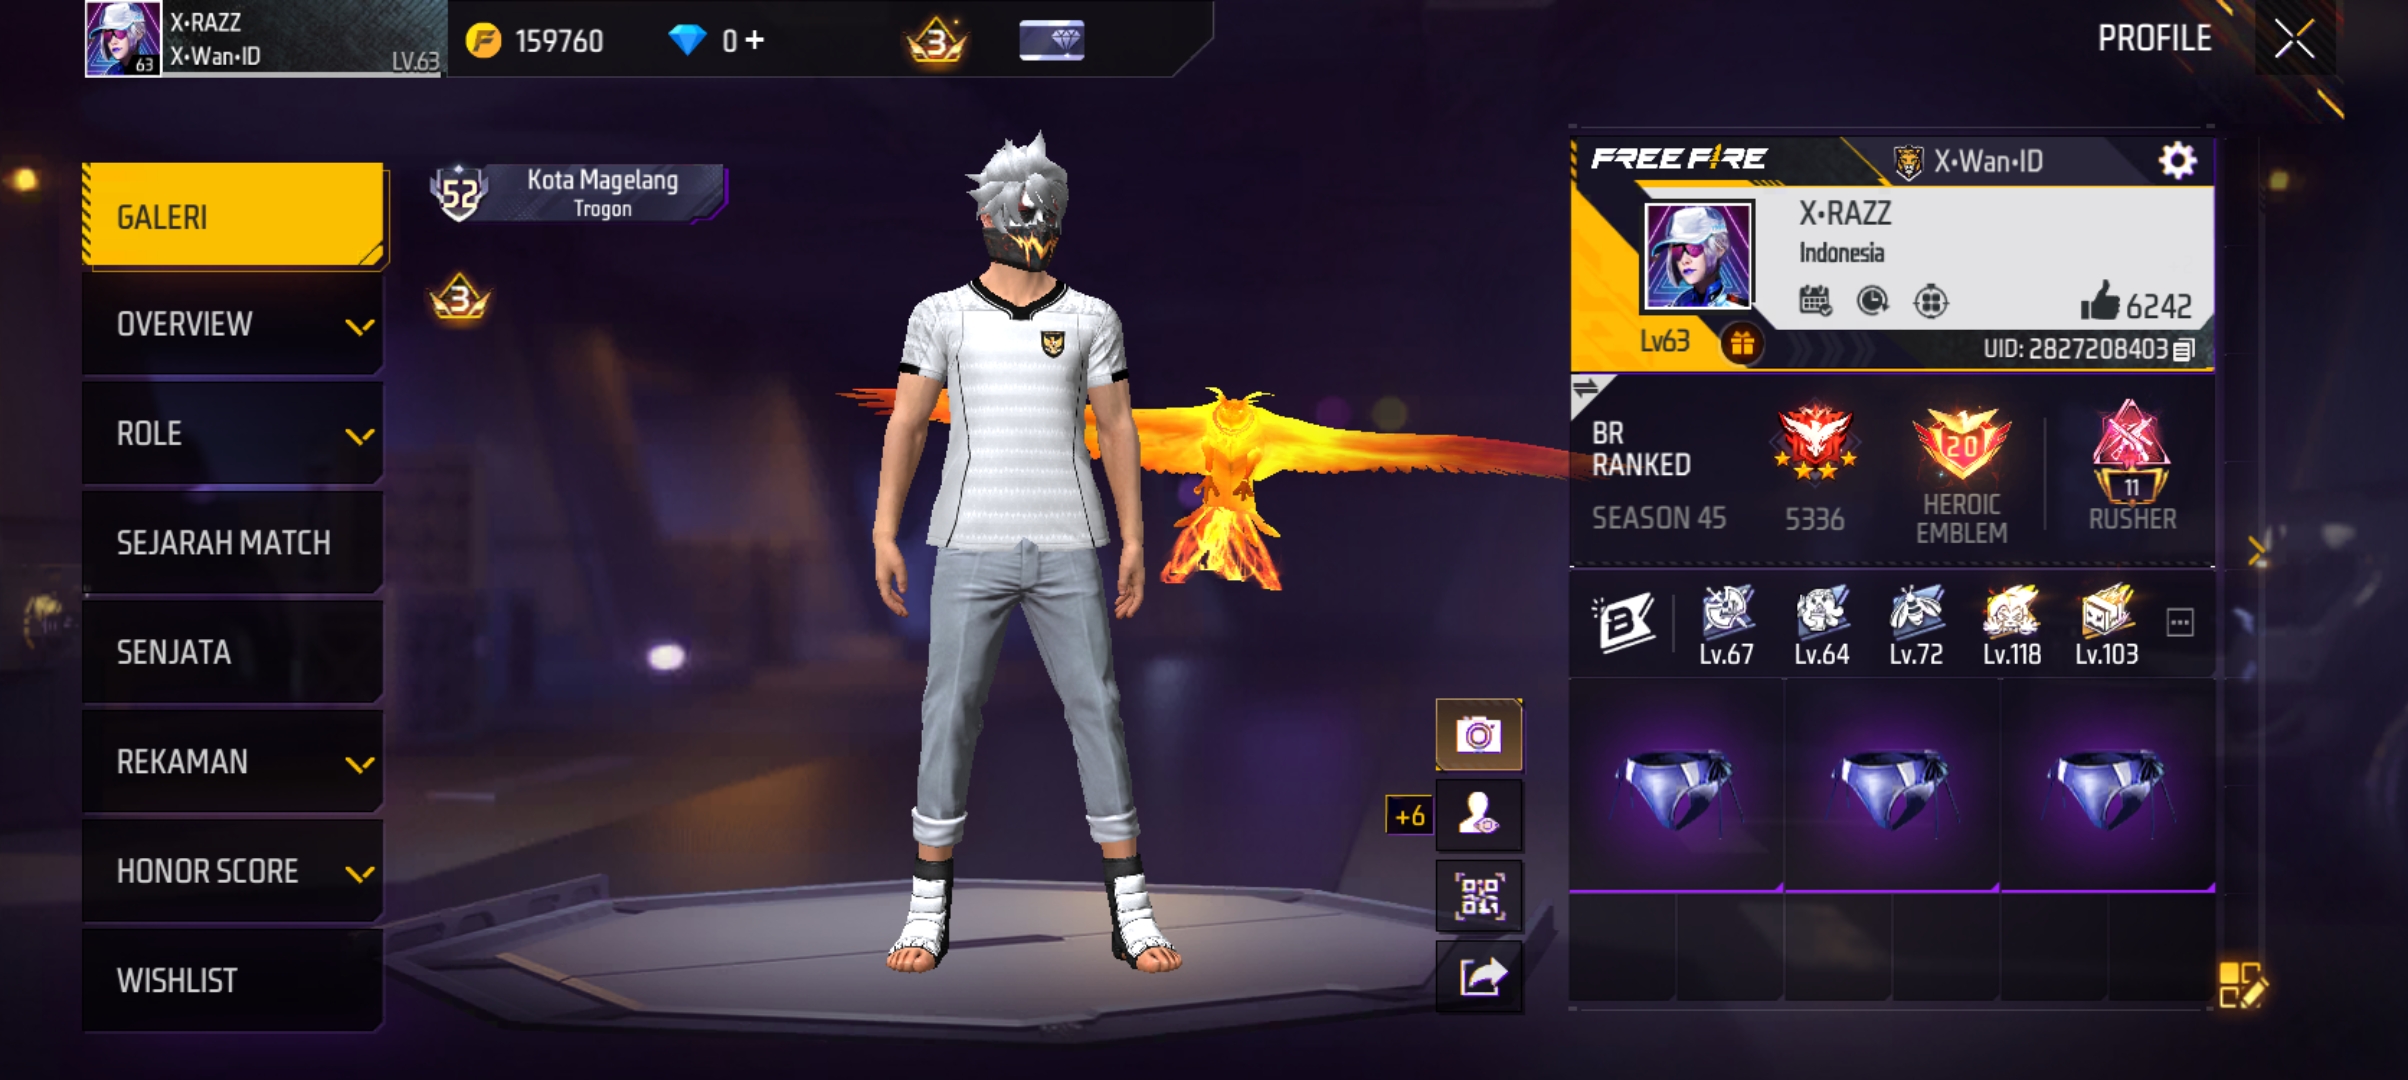 X•RAZZ
X•Wan•ID
63
LV.63
159760
0 +
3
PROFILE
GALERI
OVERVIEW
ROLE
SEJARAH MATCH
SENJATA
REKAMAN
HONOR SCORE
WISHLIST
52
Kota Magelang
Trogon
3
+6
FREE FIRE
X•Wan•ID
X•RAZZ
Indonesia
6242
Lv63
UID: 2827208403
BR
RANKED
SEASON 45
5336
20
HEROIC
EMBLEM
11
RUSHER
B
Lv.67
Lv.64
Lv.72
Lv.118
Lv.103